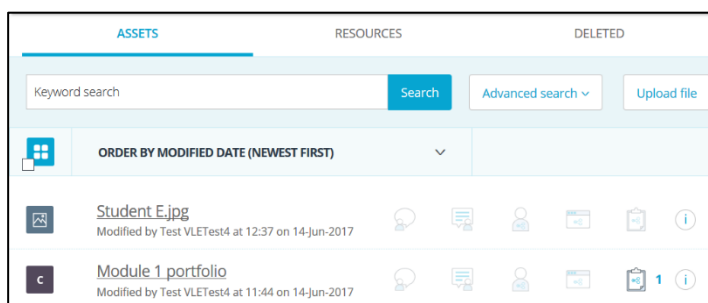 ASSETS RESOURCES DELETED
Keyword search Search Advanced search Upload file
ORDER BY MODIFIED DATE (NEWEST FIRST)
Student E.jpg
Modified by Test VLETest4 at 12:37 on 14-Jun-2017
i
C Module 1 portfolio
Modified by Test VLETest4 at 11:44 on 14-Jun-2017
1 i